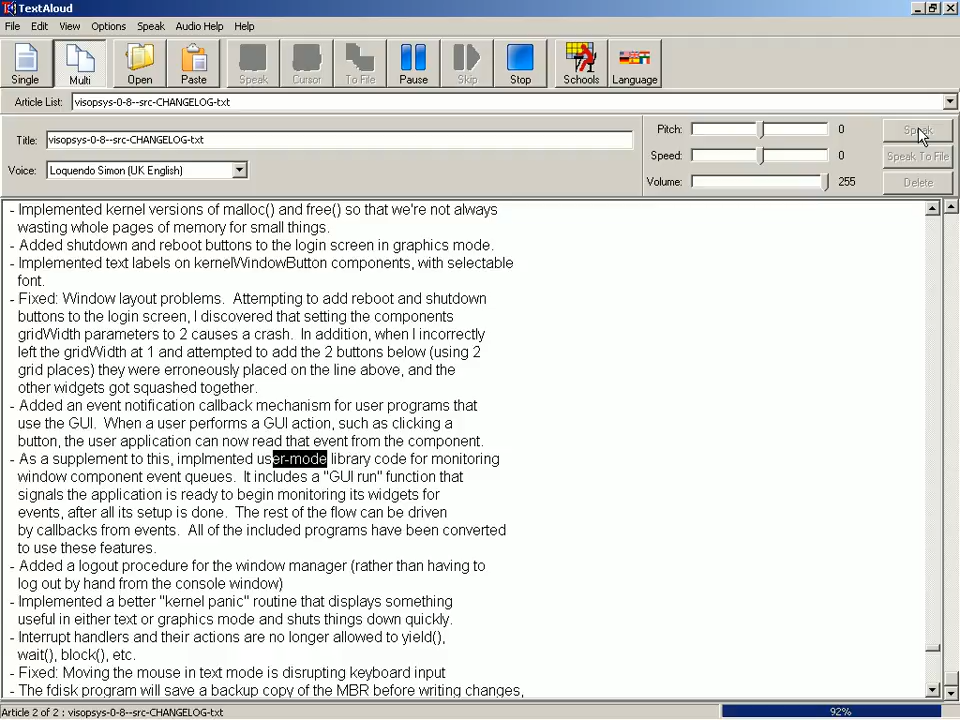 TextAloud
File Edit View Options Speak Audio Help Help
Single Multi Open Paste Speak Cursor To File Pause Skip Stop Schools Language
Article List: visopsys-0-8--src-CHANGELOG-txt
Title: visopsys-0-8--src-CHANGELOG-txt
Voice: Loquendo Simon (UK English)
Pitch: 0 Speak
Speed: 0 Speak To File
Volume: 255 Delete
- Implemented kernel versions of malloc() and free() so that we're not always
wasting whole pages of memory for small things.
- Added shutdown and reboot buttons to the login screen in graphics mode.
- Implemented text labels on kernelWindowButton components, with selectable
font.
- Fixed: Window layout problems.  Attempting to add reboot and shutdown
buttons to the login screen, I discovered that setting the components
gridWidth parameters to 2 causes a crash.  In addition, when I incorrectly
left the gridWidth at 1 and attempted to add the 2 buttons below (using 2
grid places) they were erroneously placed on the line above, and the
other widgets got squashed together.
- Added an event notification callback mechanism for user programs that
use the GUI.  When a user performs a GUI action, such as clicking a
button, the user application can now read that event from the component.
- As a supplement to this, implmented user-mode library code for monitoring
window component event queues.  It includes a "GUI run" function that
signals the application is ready to begin monitoring its widgets for
events, after all its setup is done.  The rest of the flow can be driven
by callbacks from events.  All of the included programs have been converted
to use these features.
- Added a logout procedure for the window manager (rather than having to
log out by hand from the console window)
- Implemented a better "kernel panic" routine that displays something
useful in either text or graphics mode and shuts things down quickly.
- Interrupt handlers and their actions are no longer allowed to yield(),
wait(), block(), etc.
- Fixed: Moving the mouse in text mode is disrupting keyboard input
- The fdisk program will save a backup copy of the MBR before writing changes,
Article 2 of 2 : visopsys-0-8--src-CHANGELOG-txt 92%